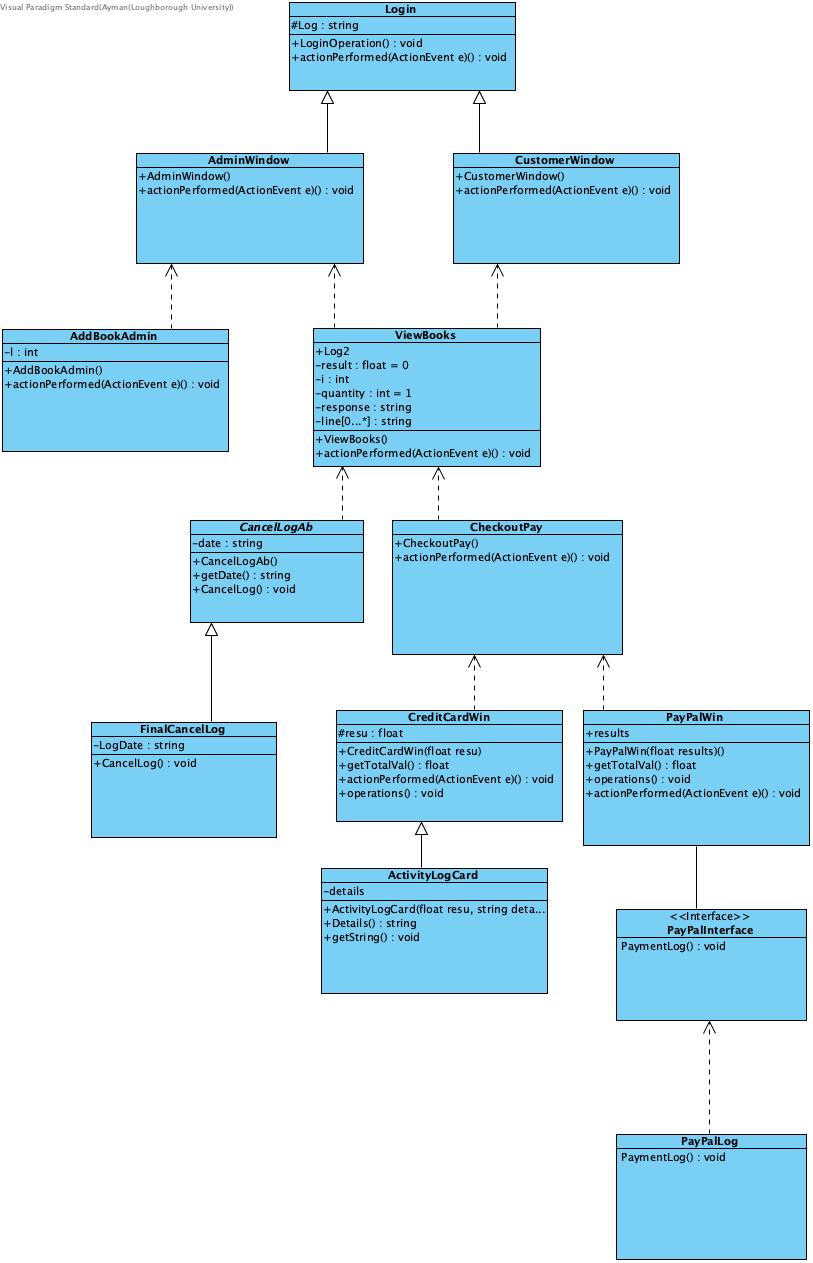 Visual Paradigm Standard(Ayman(Loughborough University))
Login
#Log : string
+LoginOperation() : void
+actionPerformed(ActionEvent e)() : void
AdminWindow
+AdminWindow()
+actionPerformed(ActionEvent e)() : void
CustomerWindow
+CustomerWindow()
+actionPerformed(ActionEvent e)() : void
AddBookAdmin
-l : int
+AddBookAdmin()
+actionPerformed(ActionEvent e)() : void
ViewBooks
+Log2
-result : float = 0
-i : int
-quantity : int = 1
-response : string
-line[0...*] : string
+ViewBooks()
+actionPerformed(ActionEvent e)() : void
CancelLogAb
-date : string
+CancelLogAb()
+getDate() : string
+CancelLog() : void
CheckoutPay
+CheckoutPay()
+actionPerformed(ActionEvent e)() : void
FinalCancelLog
-LogDate : string
+CancelLog() : void
CreditCardWin
#resu : float
+CreditCardWin(float resu)
+getTotalVal() : float
+actionPerformed(ActionEvent e)() : void
+operations() : void
PayPalWin
+results
+PayPalWin(float results)()
+getTotalVal() : float
+operations() : void
+actionPerformed(ActionEvent e)() : void
ActivityLogCard
-details
+ActivityLogCard(float resu, string deta...
+Details() : string
+getString() : void
<<Interface>>
PayPalInterface
PaymentLog() : void
PayPalLog
PaymentLog() : void